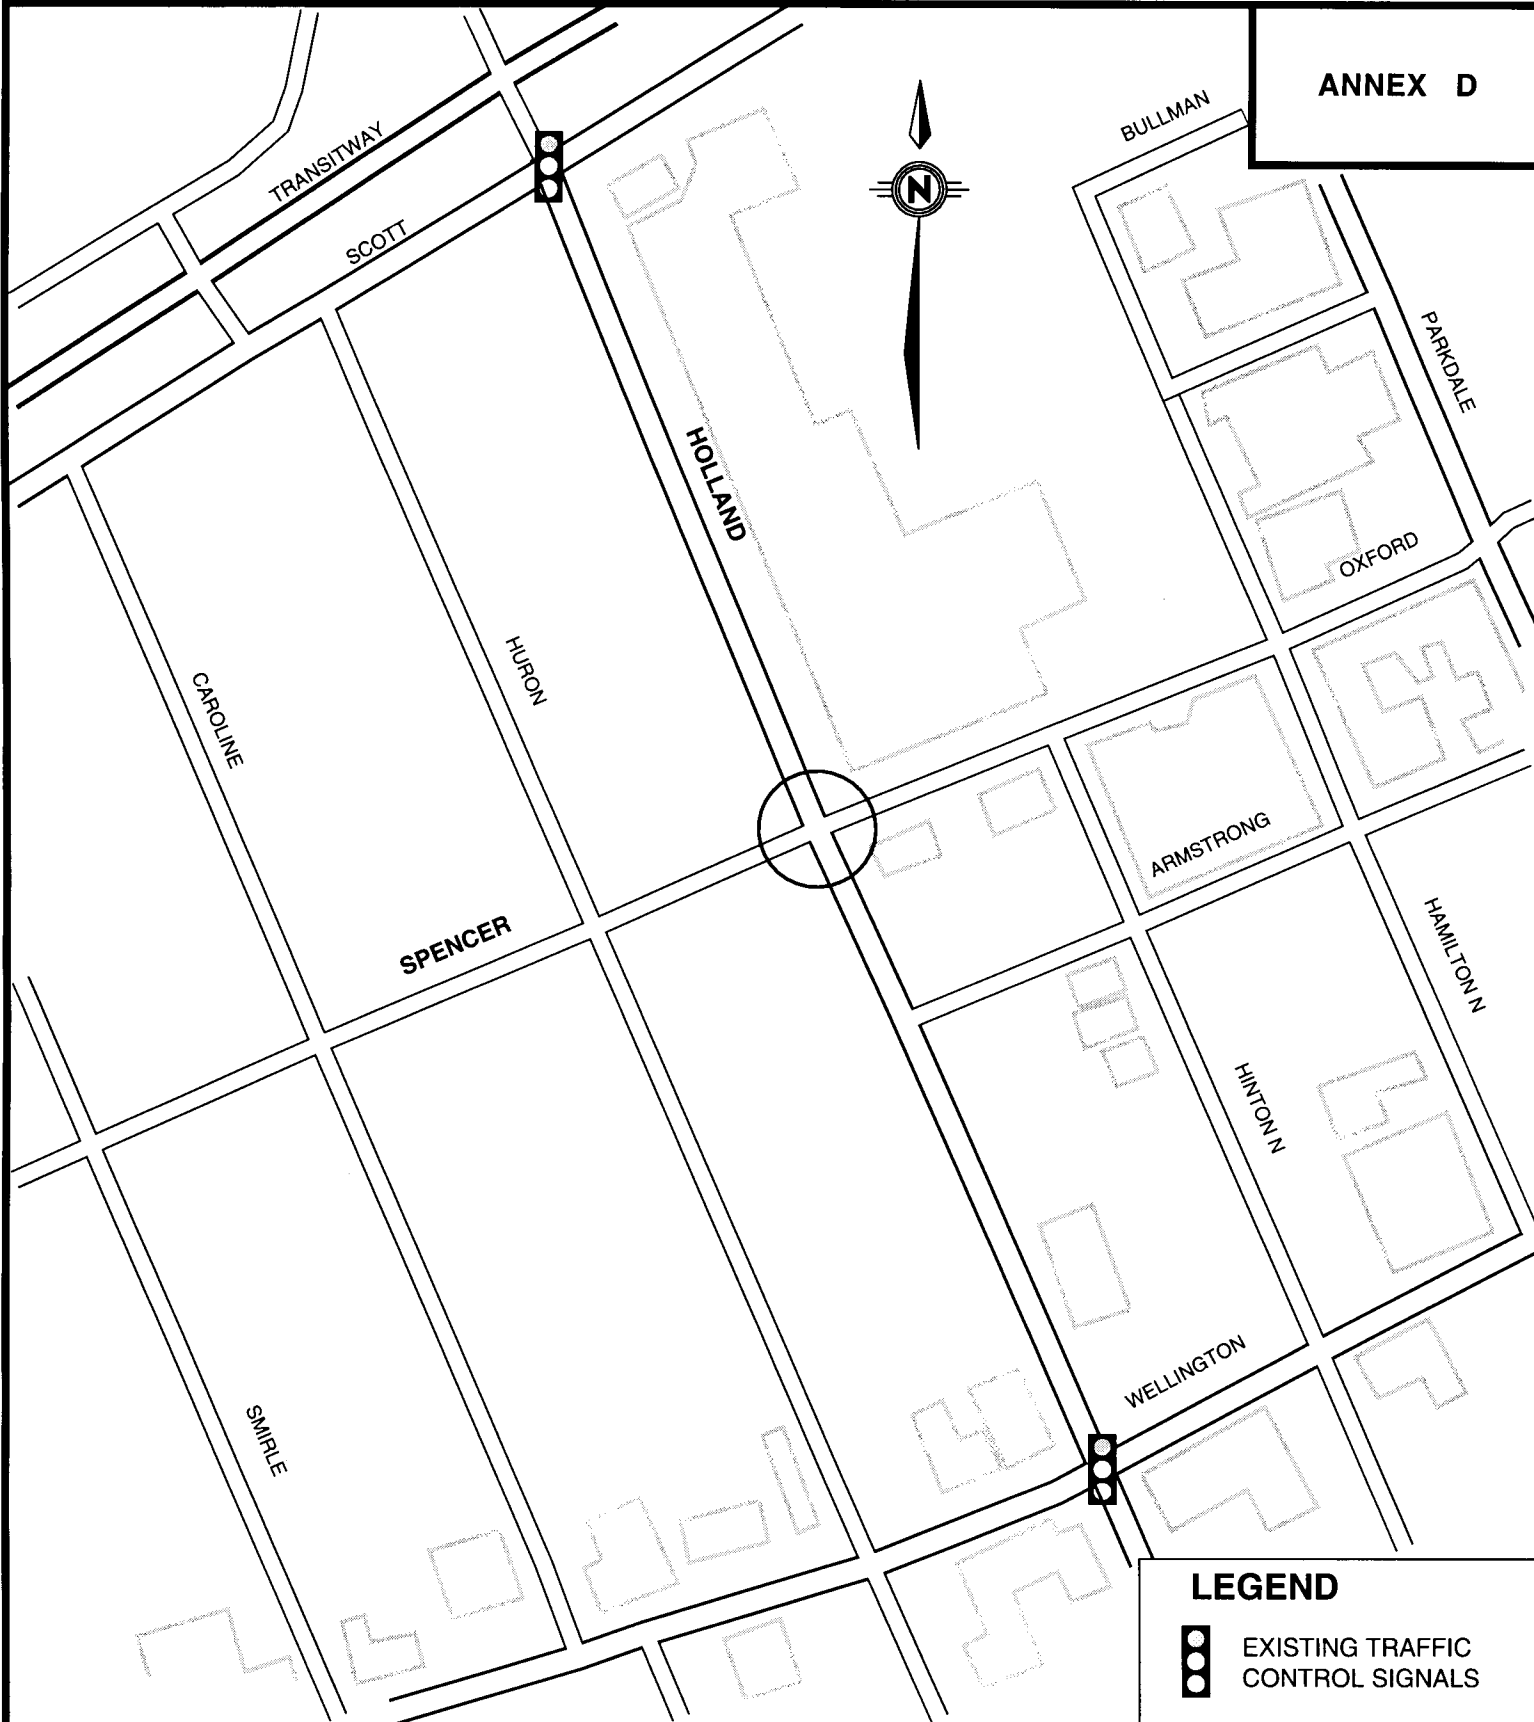 ANNEX D
BULLMAN
TRANSITWAY
N
SCOTT
PARKDALE
HOLLAND
OXFORD
HURON
CAROLINE
ARMSTRONG
SPENCER
HAMILTON N
HINTON N
WELLINGTON
SMIRLE
LEGEND
EXISTING TRAFFIC
CONTROL SIGNALS